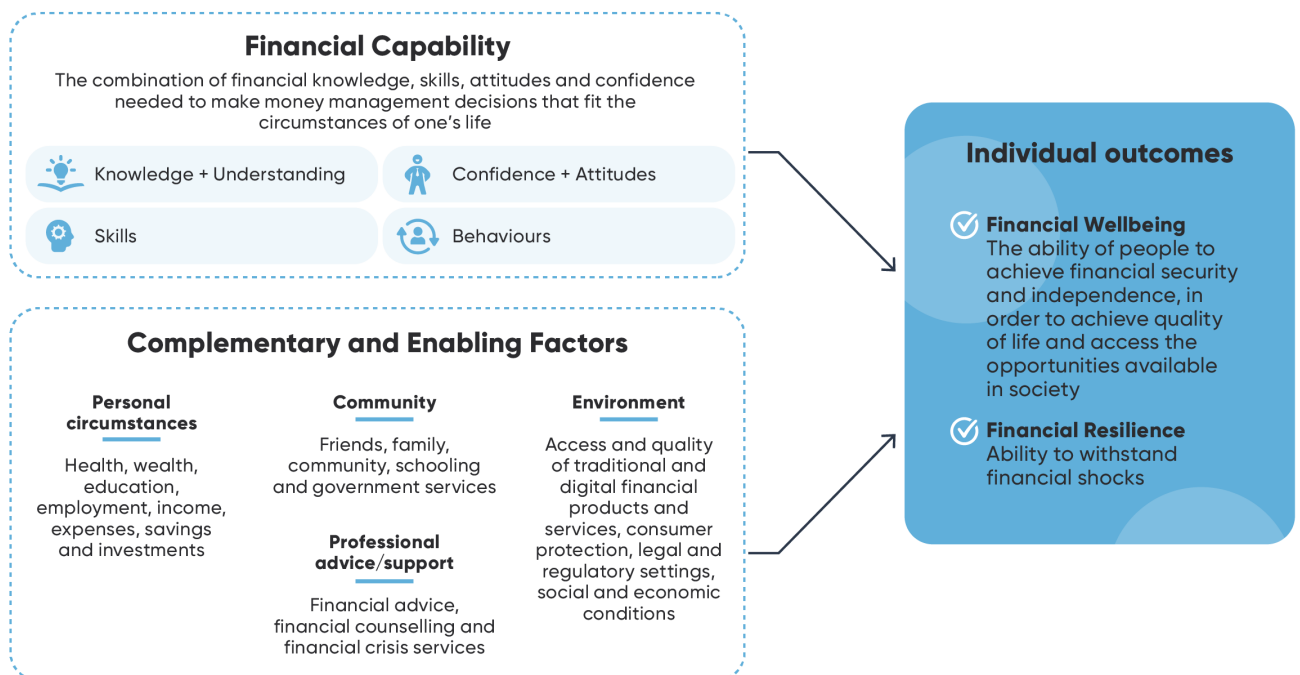 Financial Capability
The combination of financial knowledge, skills, attitudes and confidence
needed to make money management decisions that fit the
circumstances of one’s life
Knowledge + Understanding
Confidence + Attitudes
Skills
Behaviours
Complementary and Enabling Factors
Personal
circumstances
Health, wealth,
education,
employment, income,
expenses, savings
and investments
Community
Friends, family,
community, schooling
and government services
Professional
advice/support
Financial advice,
financial counselling and
financial crisis services
Environment
Access and quality
of traditional and
digital financial
products and
services, consumer
protection, legal and
regulatory settings,
social and economic
conditions
Individual outcomes
Financial Wellbeing
The ability of people to
achieve financial security
and independence, in
order to achieve quality
of life and access the
opportunities available
in society
Financial Resilience
Ability to withstand
financial shocks